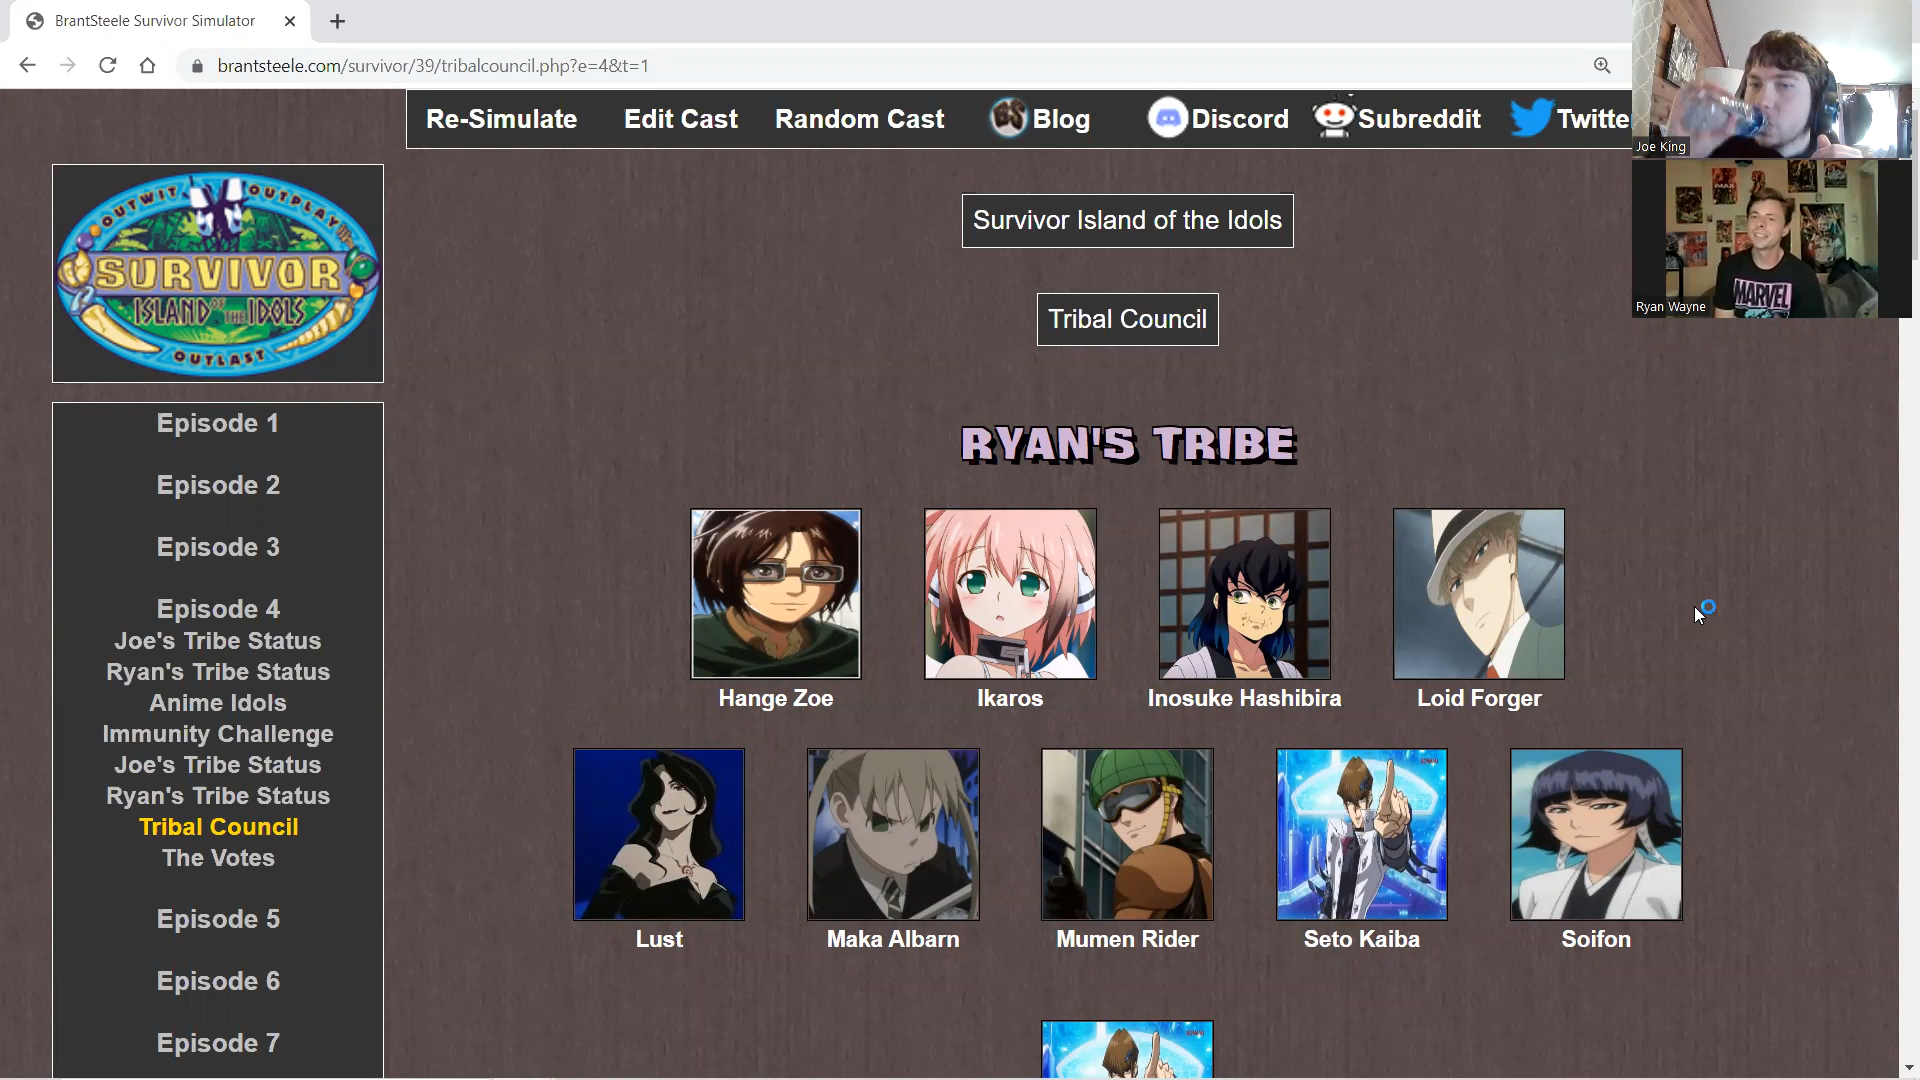 BrantSteele Survivor Simulator
brantsteele.com/survivor/39/tribalcouncil.php?e=4&t=1
Re-Simulate Edit Cast Random Cast Blog Discord Subreddit Twitte
Joe King
Ryan Wayne
MARVEL
OUTWIT OUTPLAY
SURVIVOR
ISLAND OF THE IDOLS
OUTLAST
Survivor Island of the Idols
Tribal Council
RYAN'S TRIBE
Episode 1
Episode 2
Episode 3
Episode 4
Joe's Tribe Status
Ryan's Tribe Status
Anime Idols
Immunity Challenge
Joe's Tribe Status
Ryan's Tribe Status
Tribal Council
The Votes
Episode 5
Episode 6
Episode 7
Hange Zoe Ikaros Inosuke Hashibira Loid Forger
Lust Maka Albarn Mumen Rider Seto Kaiba Soifon